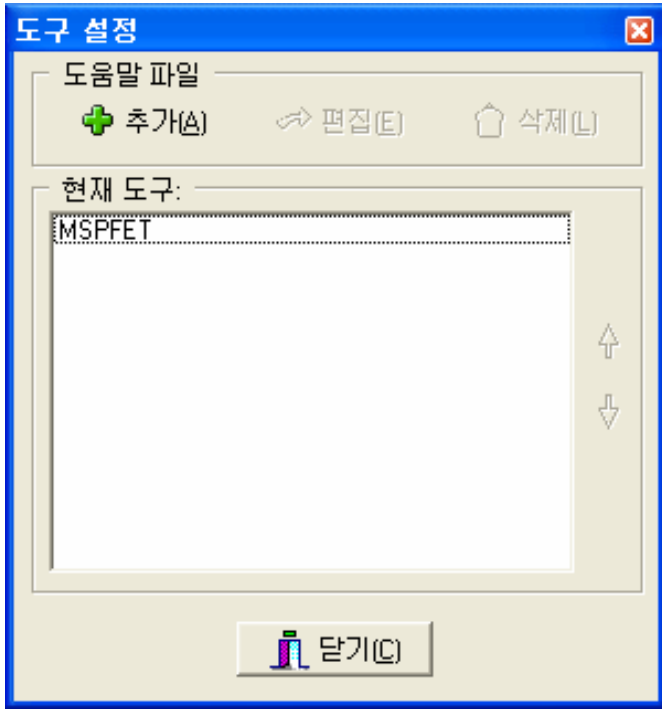 도구 설정
도움말 파일
추가(A) 편집(E) 삭제(L)
현재 도구:
MSPFET
닫기(C)